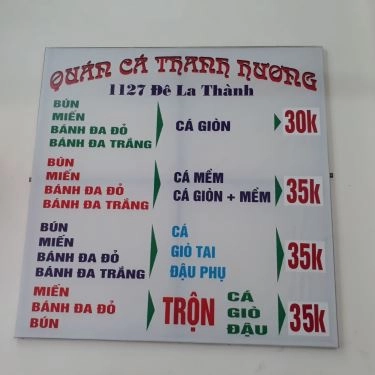 QUÁN CÁ THANH HƯƠNG
1127 Đê La Thành
BÚN
MIẾN
BÁNH ĐA ĐỎ
BÁNH ĐA TRẮNG
CÁ GIÒN
30k
BÚN
MIẾN
BÁNH ĐA ĐỎ
BÁNH ĐA TRẮNG
CÁ MỀM
CÁ GIÒN + MỀM
35k
BÚN
MIẾN
BÁNH ĐA ĐỎ
BÁNH ĐA TRẮNG
CÁ
GIÒ TAI
ĐẬU PHỤ
35k
MIẾN
BÁNH ĐA ĐỎ
BÚN
TRỘN
CÁ
GIÒ
ĐẬU
35k